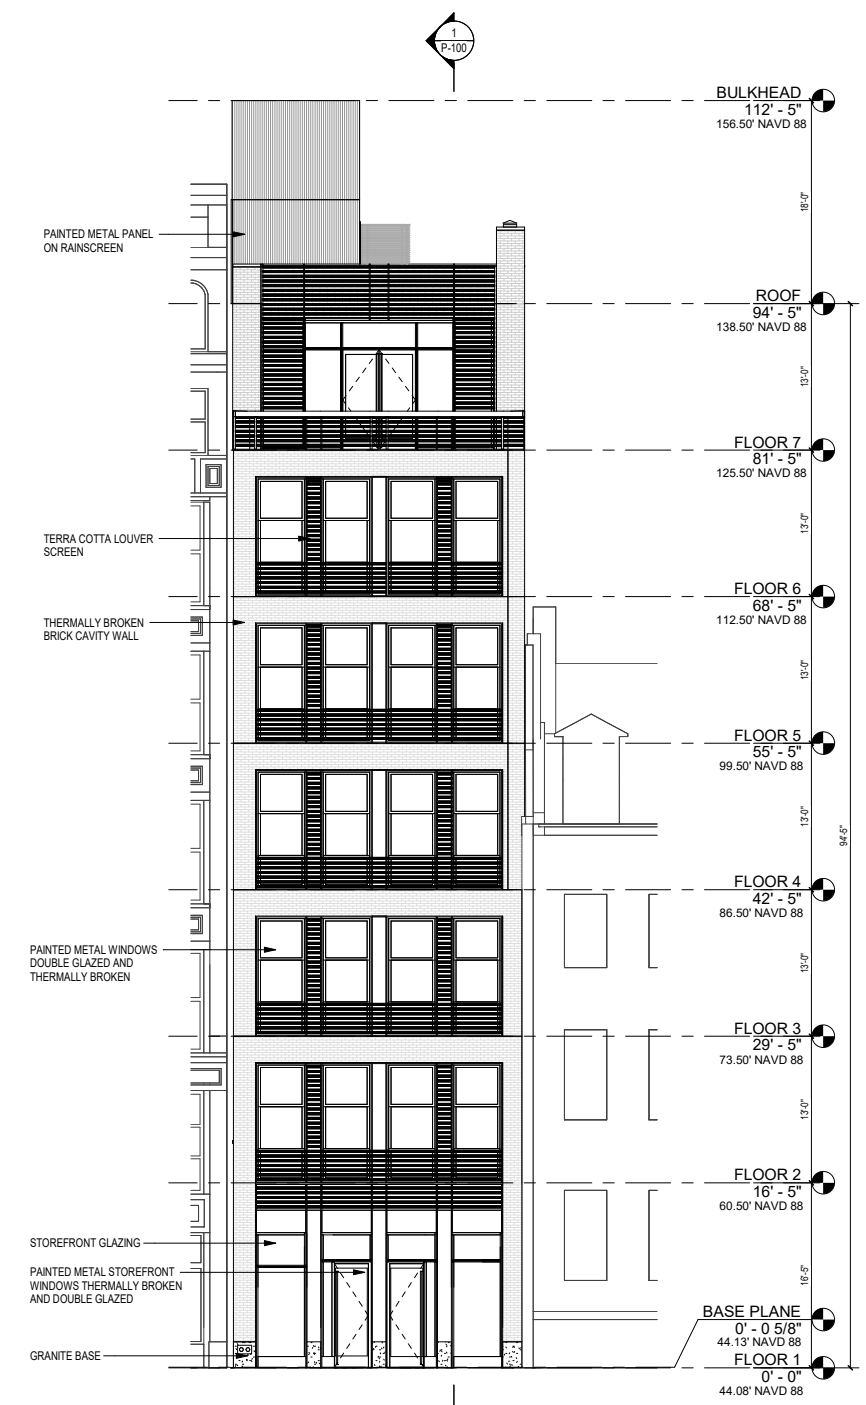 1
P-100
BULKHEAD
112' - 5"
156.50' NAVD 88
18'-0"
PAINTED METAL PANEL
ON RAINSCREEN
ROOF
94' - 5"
138.50' NAVD 88
13'-0"
FLOOR 7
81' - 5"
125.50' NAVD 88
13'-0"
TERRA COTTA LOUVER
SCREEN
FLOOR 6
68' - 5"
112.50' NAVD 88
THERMALLY BROKEN
BRICK CAVITY WALL
13'-0"
FLOOR 5
55' - 5"
99.50' NAVD 88
13'-0"
94'-5"
FLOOR 4
42' - 5"
86.50' NAVD 88
PAINTED METAL WINDOWS
DOUBLE GLAZED AND
THERMALLY BROKEN
13'-0"
FLOOR 3
29' - 5"
73.50' NAVD 88
13'-0"
FLOOR 2
16' - 5"
60.50' NAVD 88
STOREFRONT GLAZING
PAINTED METAL STOREFRONT
WINDOWS THERMALLY BROKEN
AND DOUBLE GLAZED
16'-5"
BASE PLANE
0' - 0 5/8"
44.13' NAVD 88
GRANITE BASE
FLOOR 1
0' - 0"
44.08' NAVD 88